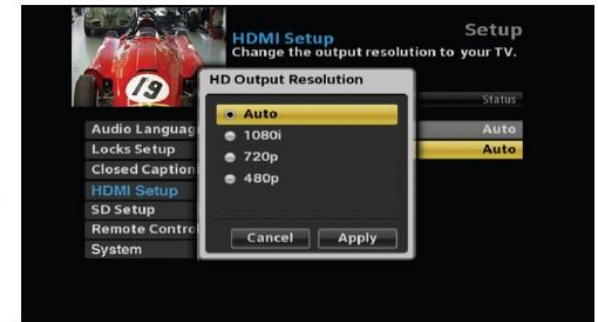 Setup
HDMI Setup
Change the output resolution to your TV.
19
HD Output Resolution
Status
Auto
1080i
720p
480p
Cancel Apply
Audio Languag
Locks Setup
Closed Caption
HDMI Setup
SD Setup
Remote Contro
System
Auto
Auto